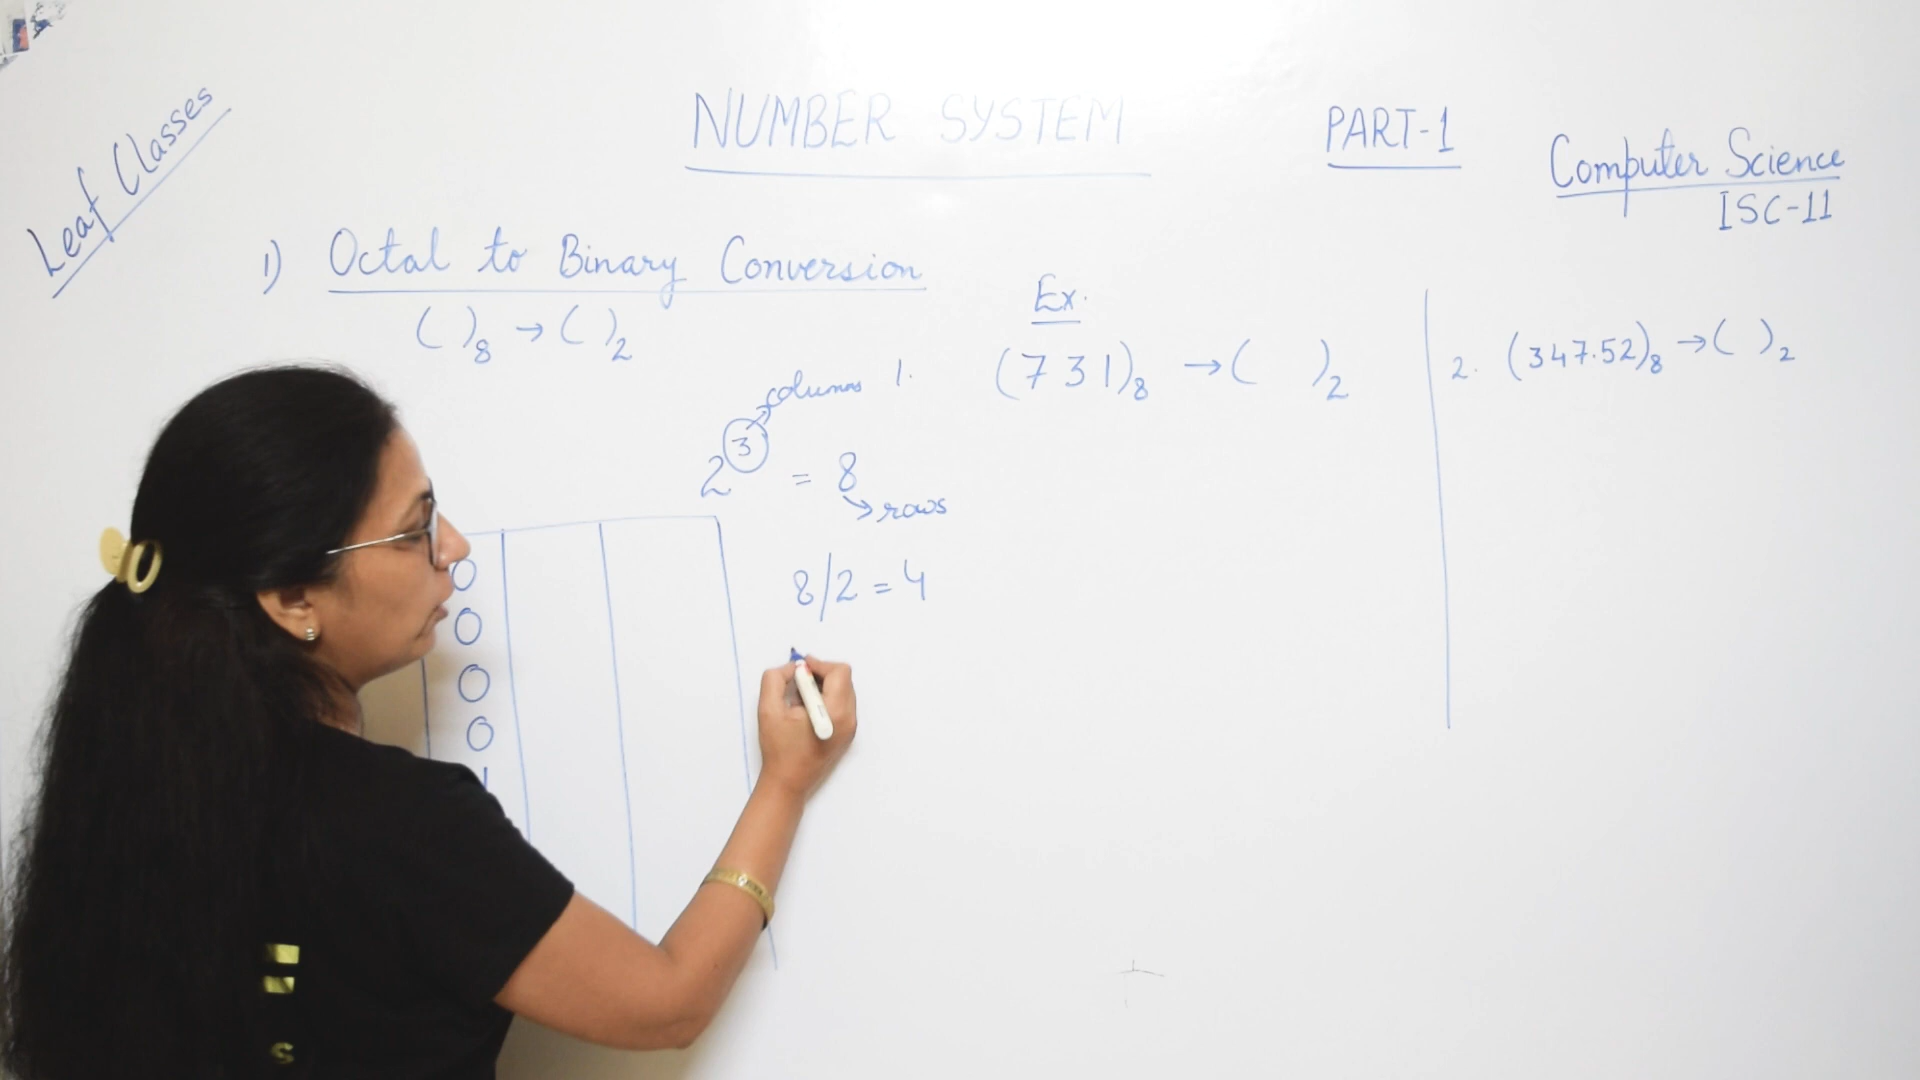 Leaf Classes
NUMBER SYSTEM
PART-1
Computer Science
ISC-11
1) Octal to Binary Conversion
( )₈ → ( )₂
Ex.
1. (731)₈ → ( )₂
2. (347.52)₈ → ( )₂
columns
2³ = 8
rows
8/2 = 4
0
0
0
0
1